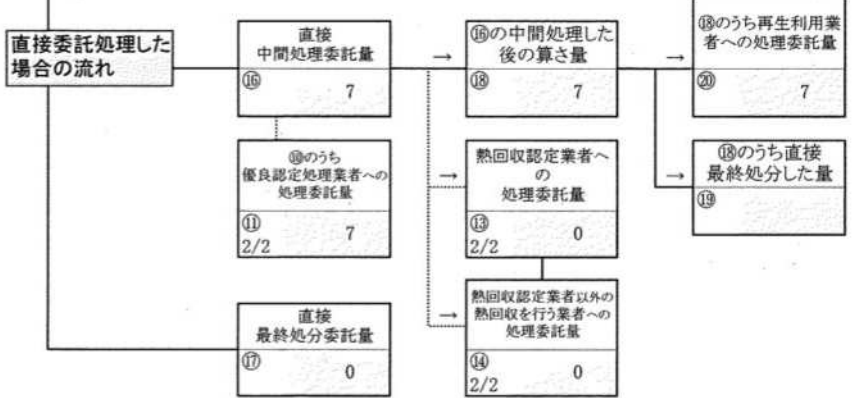 直接委託処理した
場合の流れ
直接
中間処理委託量
⑯
7
→
⑯の中間処理した
後の算さ量
⑱
7
→
⑱のうち再生利用業
者への処理委託量
⑳
7
⑩のうち
優良認定処理業者への
処理委託量
⑪
2/2
7
→
熱回収認定業者へ
の
処理委託量
⑬
2/2
0
→
⑱のうち直接
最終処分した量
⑲
直接
最終処分委託量
⑰
0
→
熱回収認定業者以外の
熱回収を行う業者への
処理委託量
⑭
2/2
0